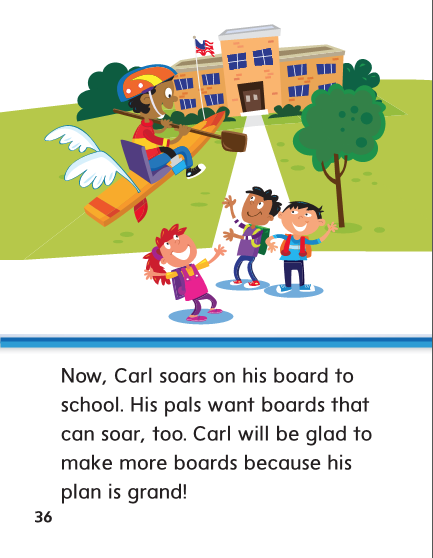 Now, Carl soars on his board to
school. His pals want boards that
can soar, too. Carl will be glad to
make more boards because his
plan is grand!
36